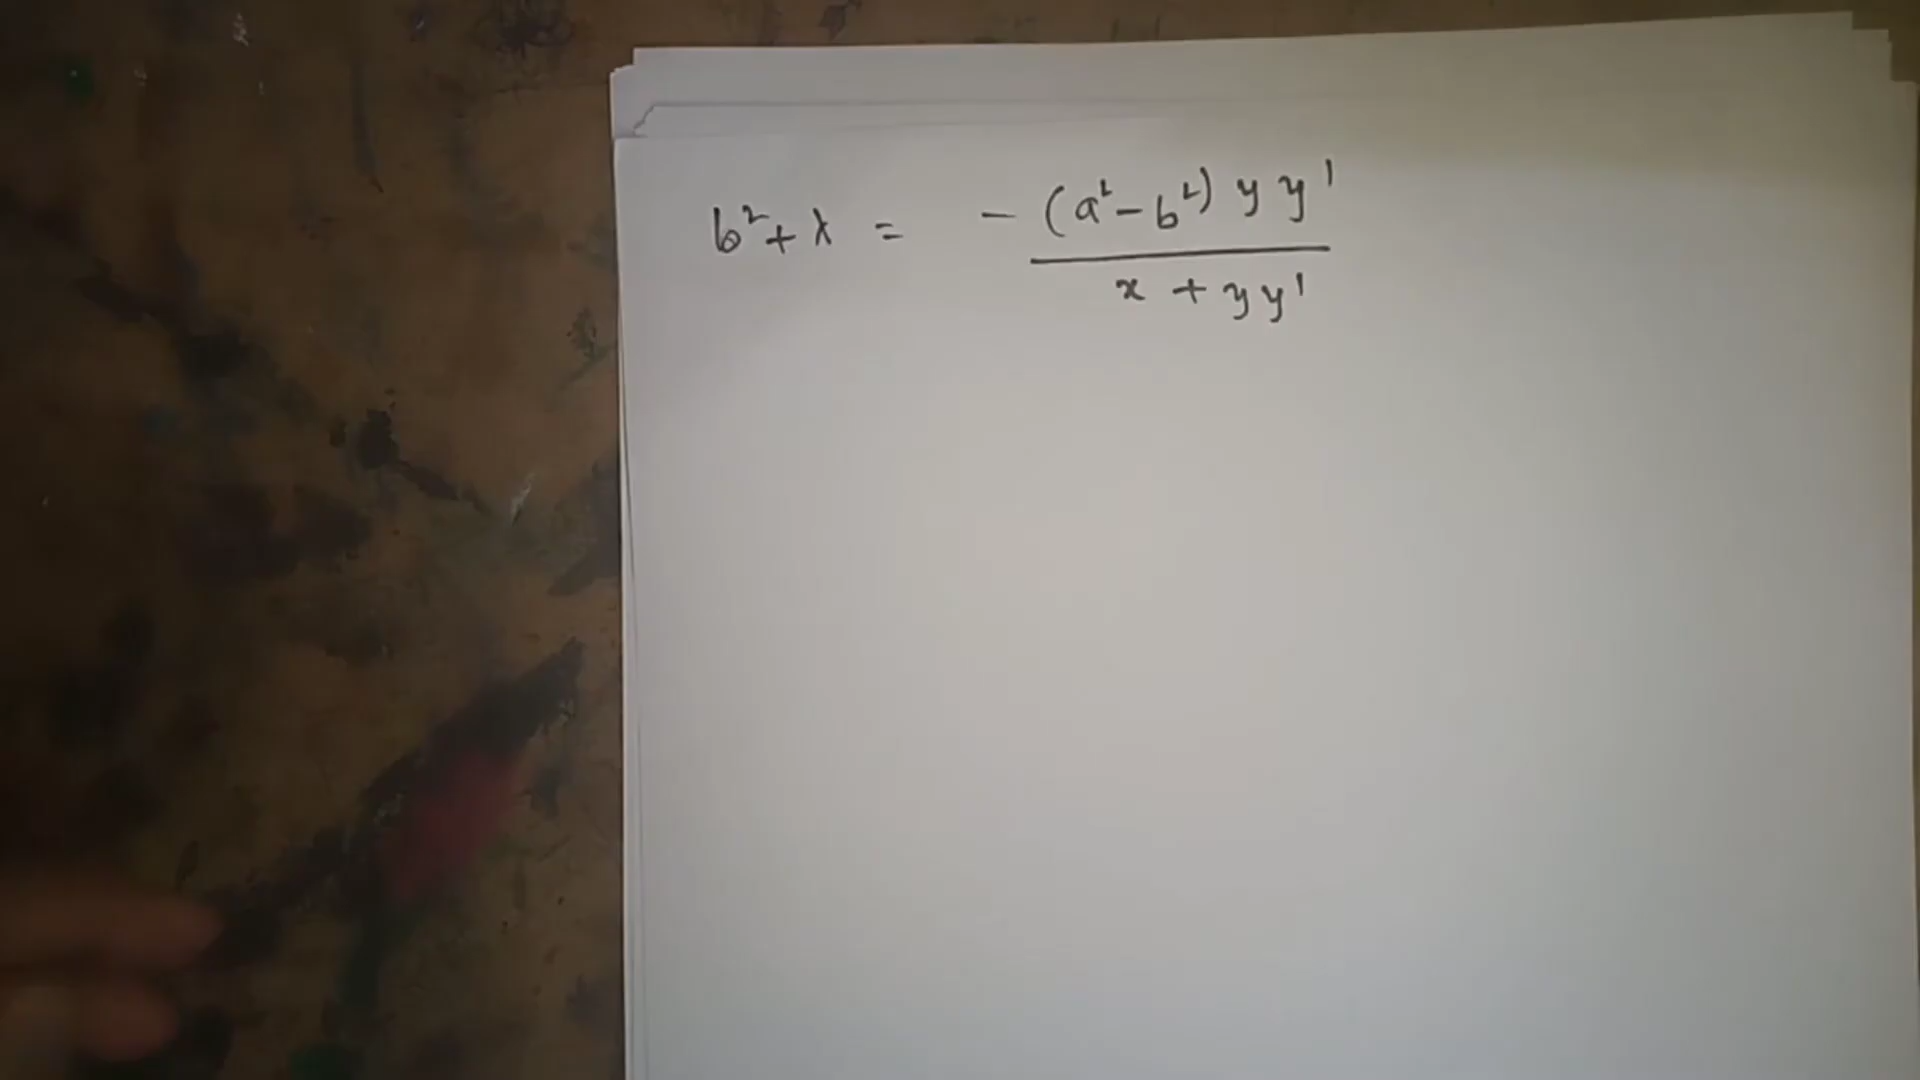 b² + λ = - (a² - b²) y y' / x + y y'